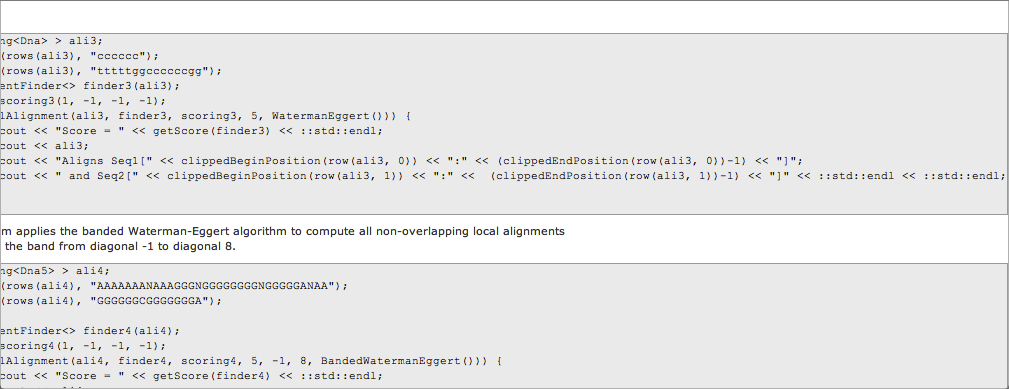 ng<Dna> > ali3;
(rows(ali3), "cccccc");
(rows(ali3), "tttttggccccccgg");
entFinder<> finder3(ali3);
scoring3(1, -1, -1, -1);
lAlignment(ali3, finder3, scoring3, 5, WatermanEggert())) {
cout << "Score = " << getScore(finder3) << ::std::endl;
cout << ali3;
cout << "Aligns Seq1[" << clippedBeginPosition(row(ali3, 0)) << ":" << (clippedEndPosition(row(ali3, 0))-1) << "]";
cout << " and Seq2[" << clippedBeginPosition(row(ali3, 1)) << ":" <<  (clippedEndPosition(row(ali3, 1))-1) << "]" << ::std::endl << ::std::endl;
m applies the banded Waterman-Eggert algorithm to compute all non-overlapping local alignments
the band from diagonal -1 to diagonal 8.
ng<Dna5> > ali4;
(rows(ali4), "AAAAAAANAAAGGGNGGGGGGGGNGGGGGANAA");
(rows(ali4), "GGGGGGCGGGGGGGA");
entFinder<> finder4(ali4);
scoring4(1, -1, -1, -1);
lAlignment(ali4, finder4, scoring4, 5, -1, 8, BandedWatermanEggert())) {
cout << "Score = " << getScore(finder4) << ::std::endl;